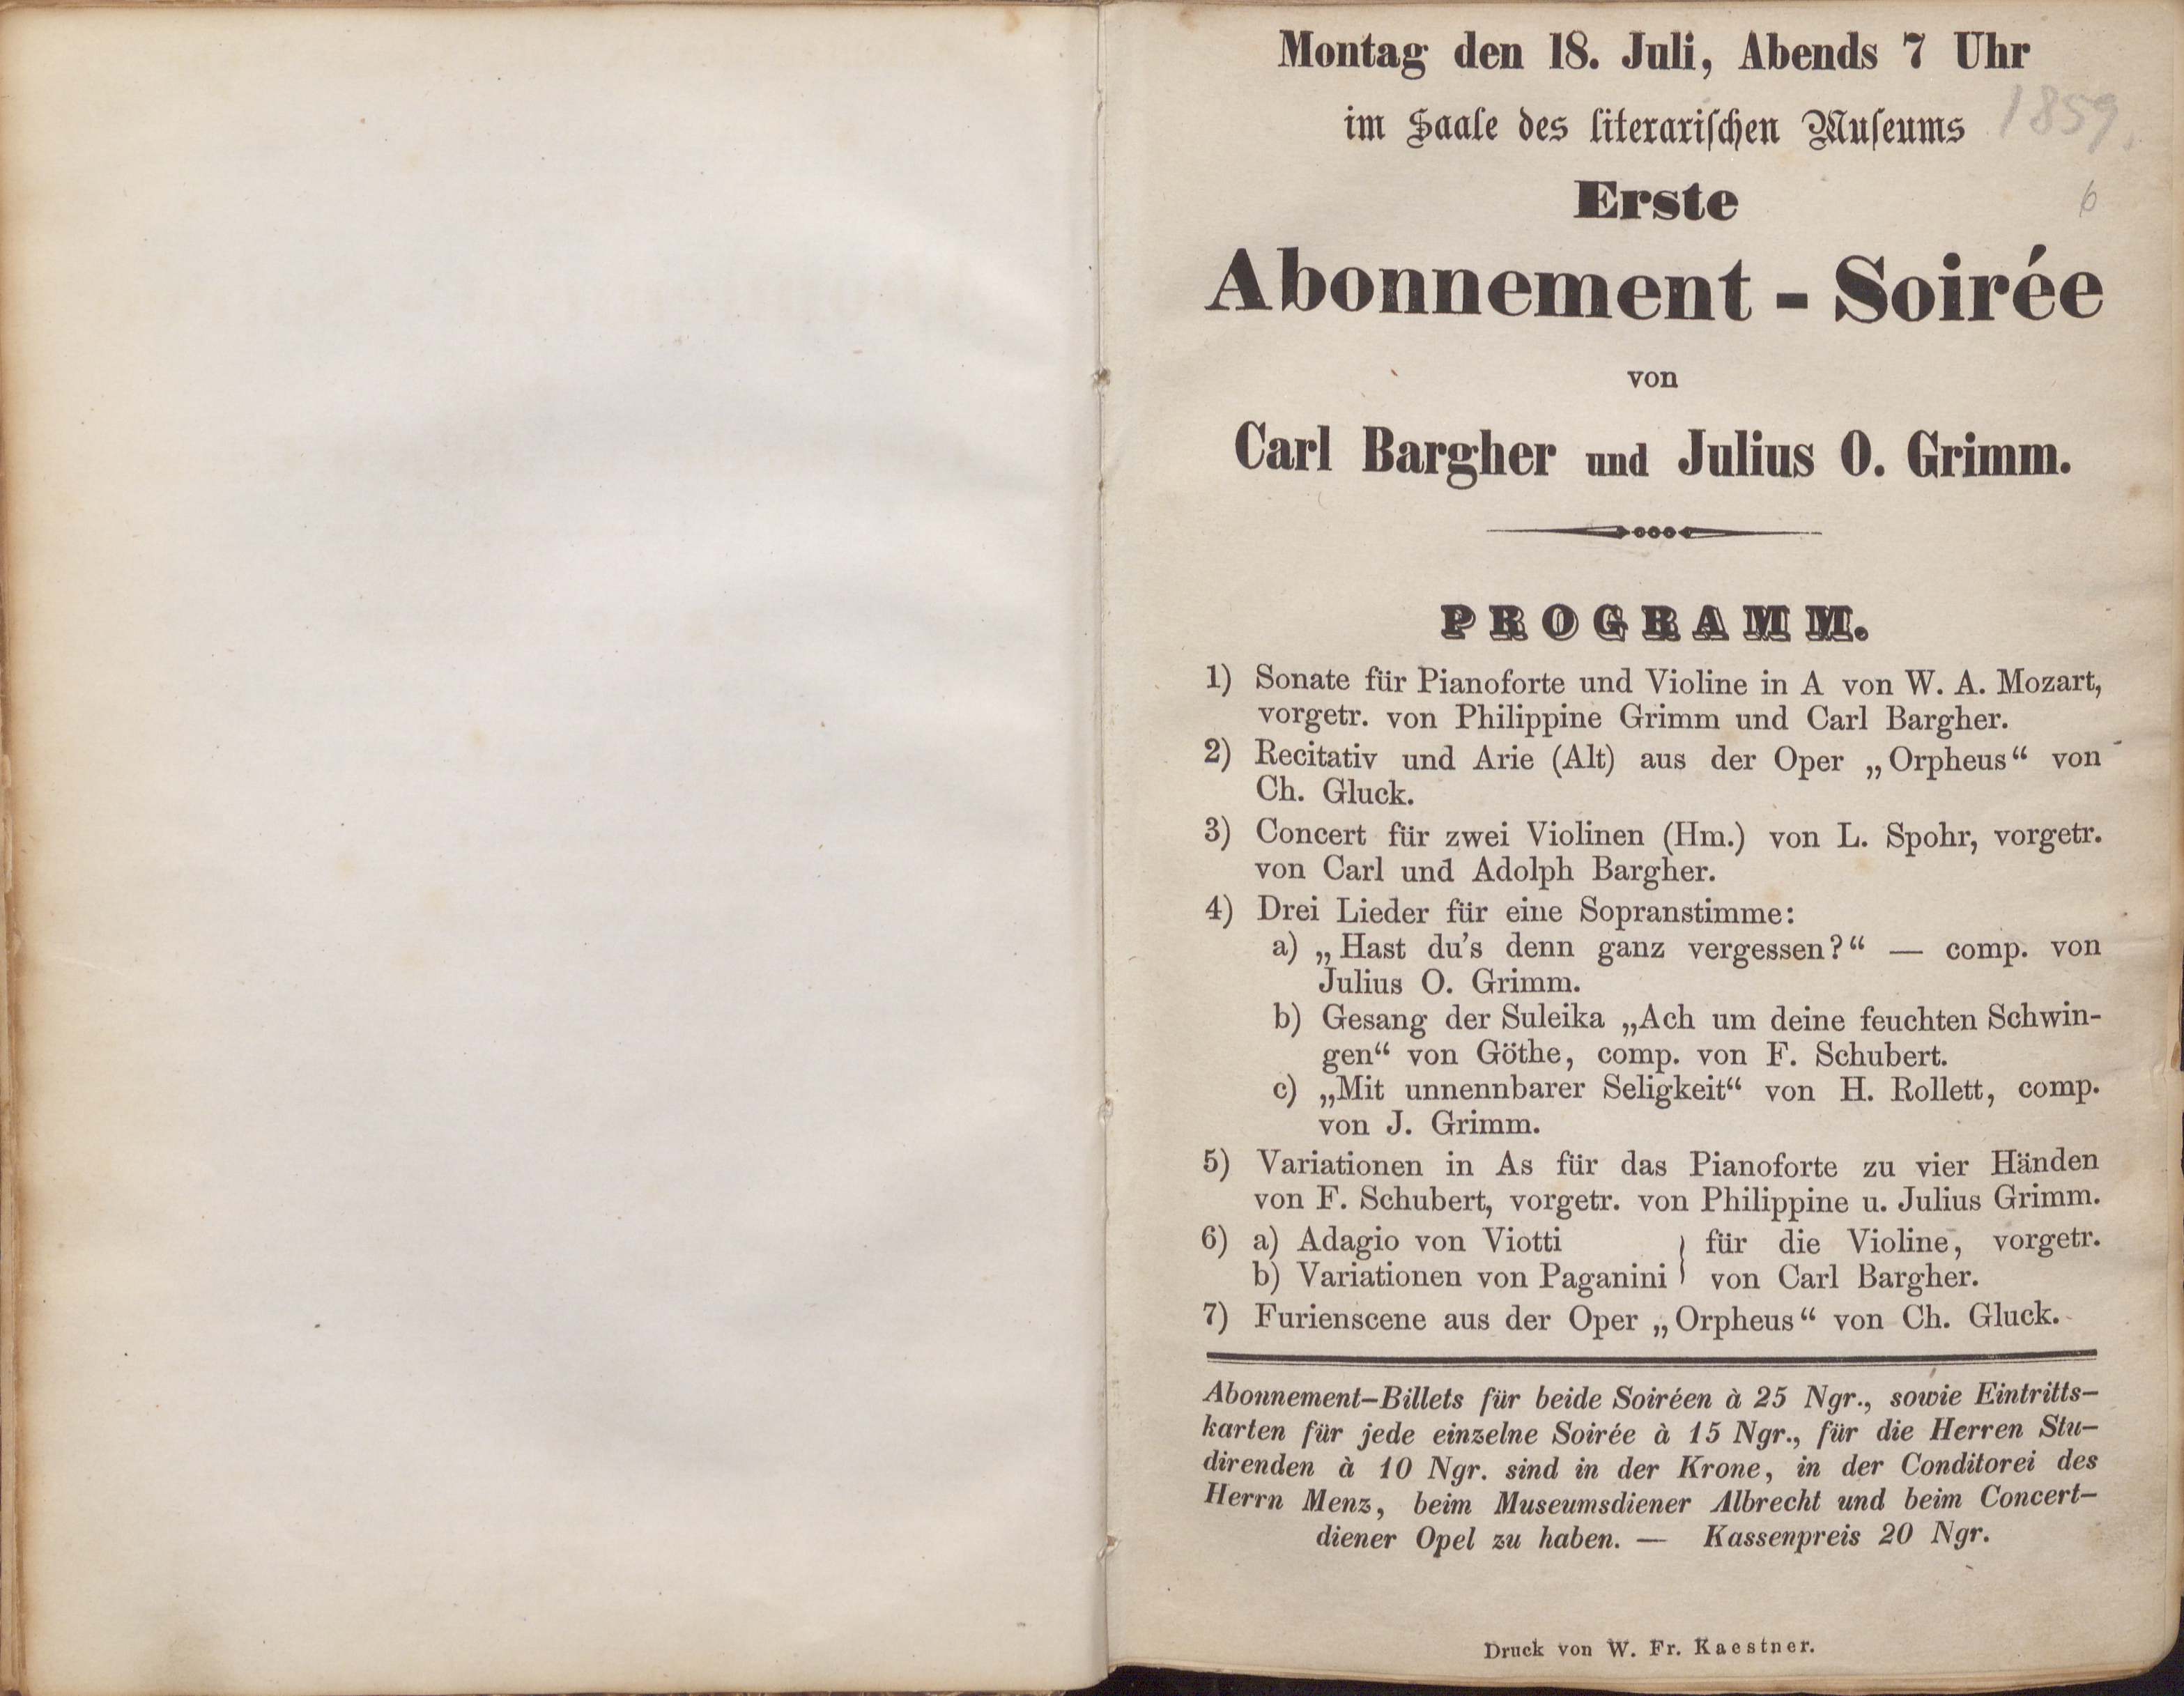 Montag den 18. Juli, Abends 7 Uhr
im Saale des literariſchen Muſeums
1859.
Erste
6
Abonnement - Soirée
von
Carl Bargher und Julius O. Grimm.
PROGRAMM.
1) Sonate für Pianoforte und Violine in A von W. A. Mozart,
vorgetr. von Philippine Grimm und Carl Bargher.
2) Recitativ und Arie (Alt) aus der Oper „Orpheus“ von
Ch. Gluck.
3) Concert für zwei Violinen (Hm.) von L. Spohr, vorgetr.
von Carl und Adolph Bargher.
4) Drei Lieder für eine Sopranstimme:
a) „Hast du's denn ganz vergessen?“ — comp. von
Julius O. Grimm.
b) Gesang der Suleika „Ach um deine feuchten Schwin-
gen“ von Göthe, comp. von F. Schubert.
c) „Mit unnennbarer Seligkeit“ von H. Rollett, comp.
von J. Grimm.
5) Variationen in As für das Pianoforte zu vier Händen
von F. Schubert, vorgetr. von Philippine u. Julius Grimm.
6) a) Adagio von Viotti } für die Violine, vorgetr.
b) Variationen von Paganini } von Carl Bargher.
7) Furienscene aus der Oper „Orpheus“ von Ch. Gluck.
Abonnement-Billets für beide Soiréen à 25 Ngr., sowie Eintritts-
karten für jede einzelne Soirée à 15 Ngr., für die Herren Stu-
direnden à 10 Ngr. sind in der Krone, in der Conditorei des
Herrn Menz, beim Museumsdiener Albrecht und beim Concert-
diener Opel zu haben. — Kassenpreis 20 Ngr.
Druck von W. Fr. Kaestner.